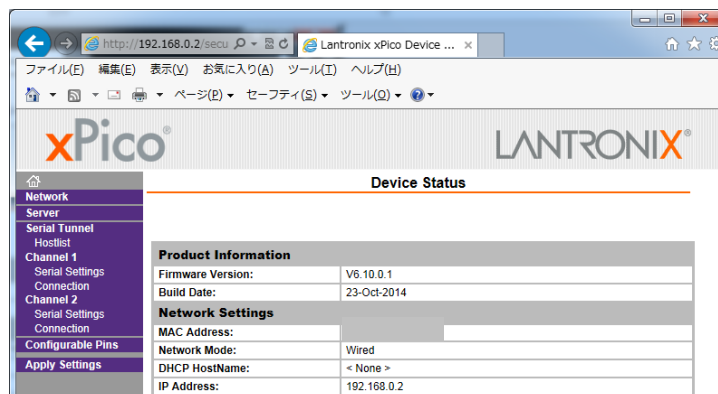 http://192.168.0.2/secu
Lantronix xPico Device ...
ファイル(F) 編集(E) 表示(V) お気に入り(A) ツール(T) ヘルプ(H)
ページ(P) セーフティ(S) ツール(O)
xPico®
LANTRONIX®
Device Status
Network
Server
Serial Tunnel
Hostlist
Channel 1
Serial Settings
Connection
Channel 2
Serial Settings
Connection
Configurable Pins
Apply Settings
Product Information
Firmware Version: V6.10.0.1
Build Date: 23-Oct-2014
Network Settings
MAC Address:
Network Mode: Wired
DHCP HostName: < None >
IP Address: 192.168.0.2